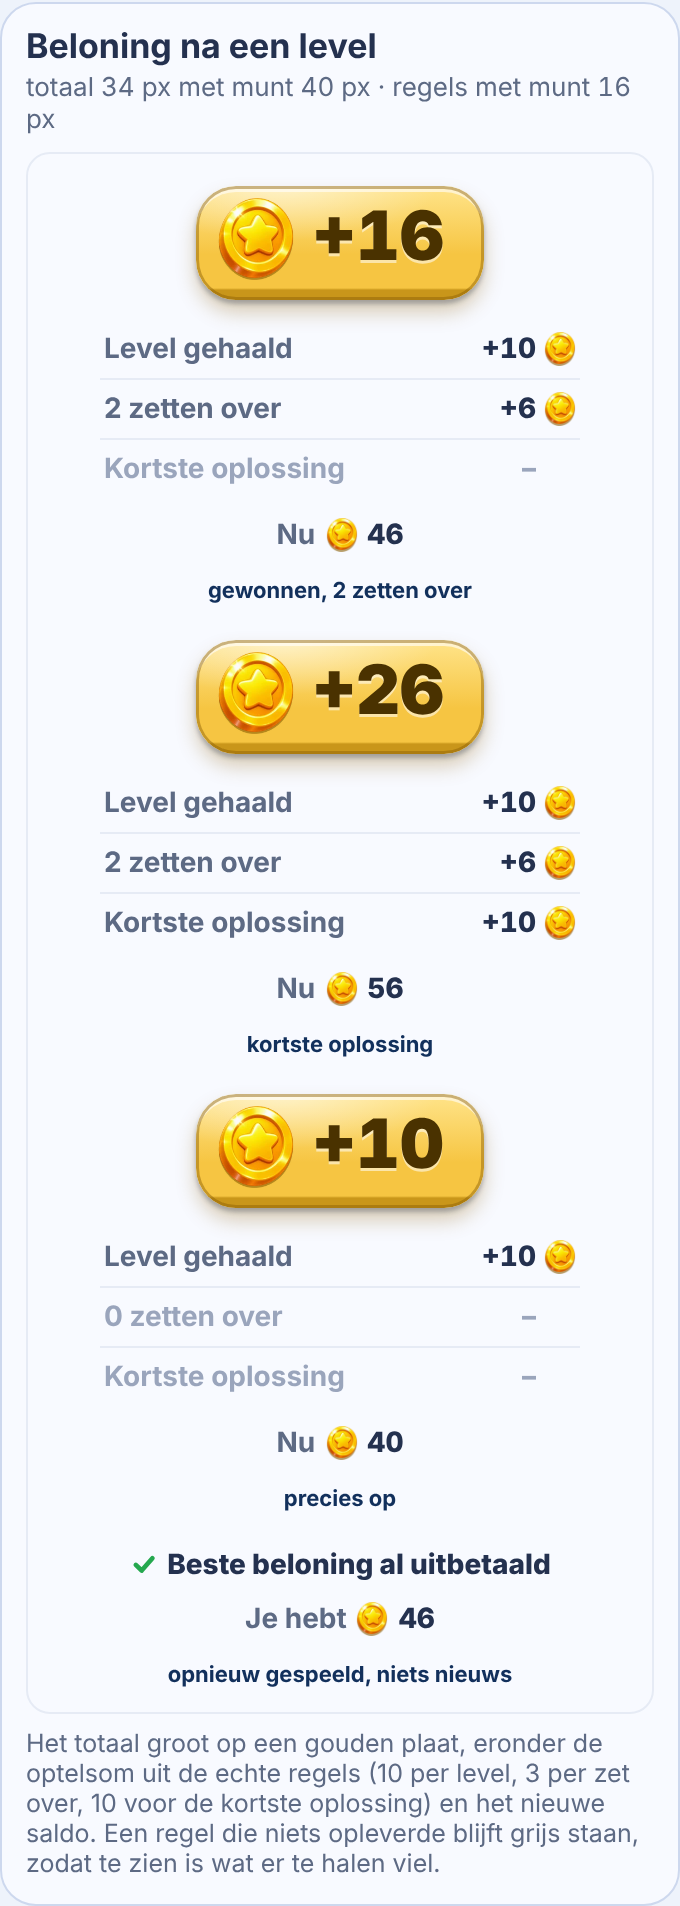 Beloning na een level
totaal 34 px met munt 40 px · regels met munt 16
px
+16
Level gehaald +10
2 zetten over +6
Kortste oplossing –
Nu 46
gewonnen, 2 zetten over
+26
Level gehaald +10
2 zetten over +6
Kortste oplossing +10
Nu 56
kortste oplossing
+10
Level gehaald +10
0 zetten over –
Kortste oplossing –
Nu 40
precies op
Beste beloning al uitbetaald
Je hebt 46
opnieuw gespeeld, niets nieuws
Het totaal groot op een gouden plaat, eronder de
optelsom uit de echte regels (10 per level, 3 per zet
over, 10 voor de kortste oplossing) en het nieuwe
saldo. Een regel die niets opleverde blijft grijs staan,
zodat te zien is wat er te halen viel.